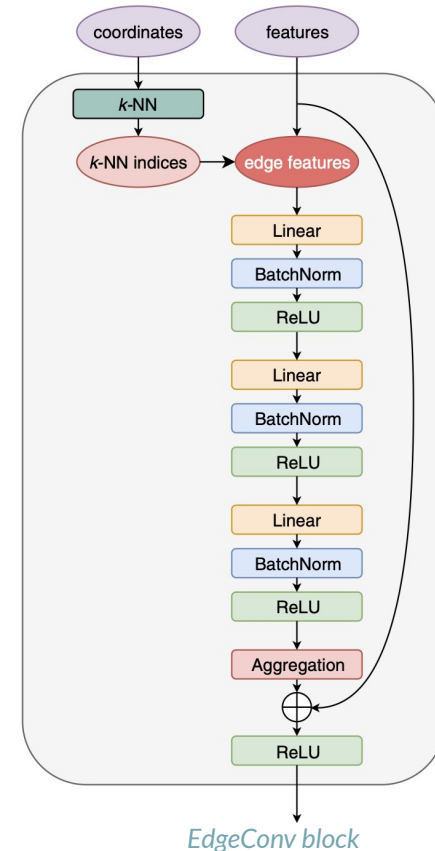 coordinates
features
k-NN
k-NN indices
edge features
Linear
BatchNorm
ReLU
Linear
BatchNorm
ReLU
Linear
BatchNorm
ReLU
Aggregation
ReLU
EdgeConv block